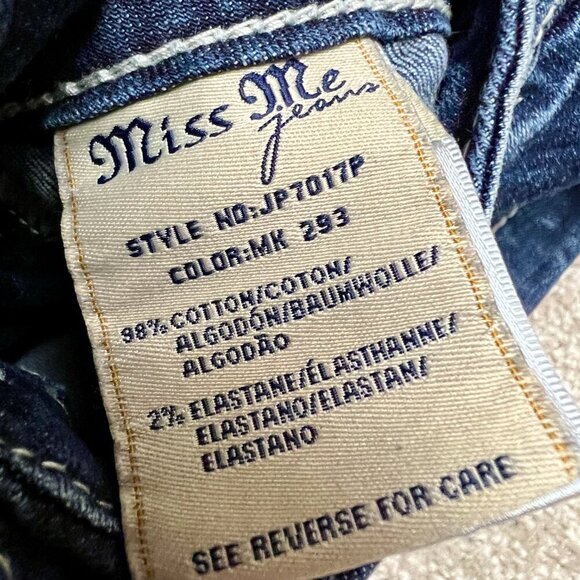 Miss Me
jeans
STYLE NO:JP7017P
COLOR:MK 293
98% COTTON/COTON/
ALGODÓN/BAUMWOLLE/
ALGODÃO
2% ELASTANE/ÉLASTHANNE/
ELASTANO/ELASTAN/
ELASTANO
SEE REVERSE FOR CARE